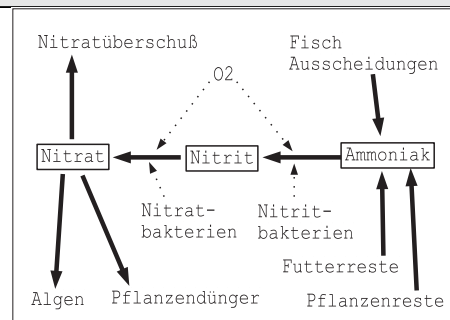 Nitratüberschuß
Fisch
Ausscheidungen
O2
Nitrat
Nitrit
Ammoniak
Nitrat-
bakterien
Nitrit-
bakterien
Futterreste
Algen
Pflanzendünger
Pflanzenreste